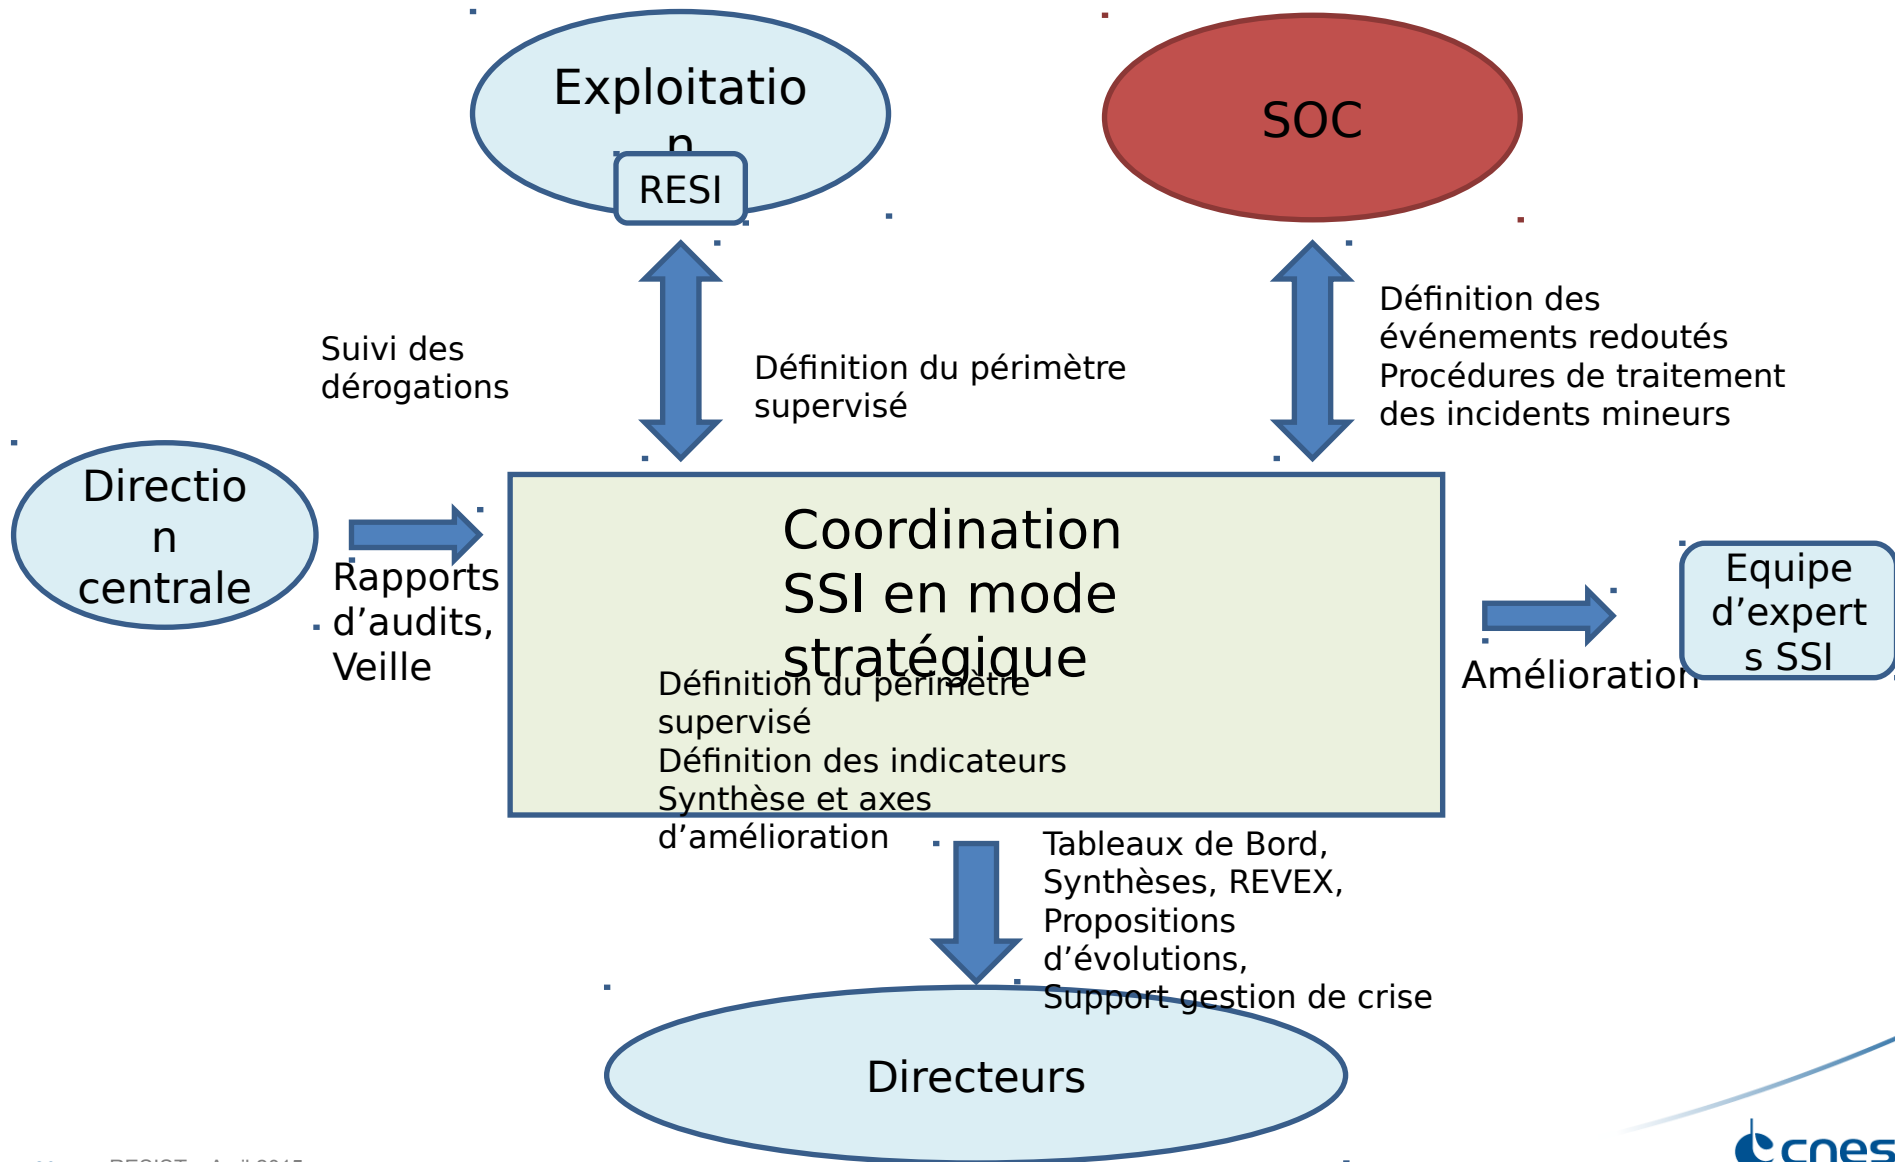 Exploitatio
n
RESI
SOC
Suivi des
dérogations
Définition du périmètre
supervisé
Définition des
événements redoutés
Procédures de traitement
des incidents mineurs
Directio
n
centrale
Rapports
d’audits,
Veille
Coordination
SSI en mode
stratégique
Définition du périmètre
supervisé
Définition des indicateurs
Synthèse et axes
d’amélioration
Amélioration
Equipe
d’expert
s SSI
Tableaux de Bord,
Synthèses, REVEX,
Propositions
d’évolutions,
Support gestion de crise
Directeurs
cnes